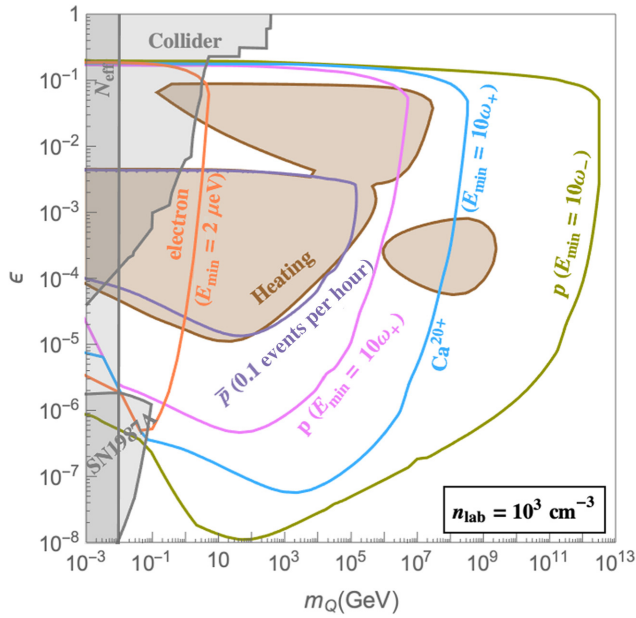 ϵ
1
Collider
N_eff
10⁻¹
10⁻²
10⁻³
10⁻⁴
10⁻⁵
10⁻⁶
10⁻⁷
10⁻⁸
electron
(E_min = 2 μeV)
Heating
p̄ (0.1 events per hour)
p (E_min = 10ω₊)
Ca²⁰⁺
(E_min = 10ω₊)
p (E_min = 10ω₋)
SN1987A
n_lab = 10³ cm⁻³
10⁻³ 10⁻¹ 10¹ 10³ 10⁵ 10⁷ 10⁹ 10¹¹ 10¹³
m_Q(GeV)